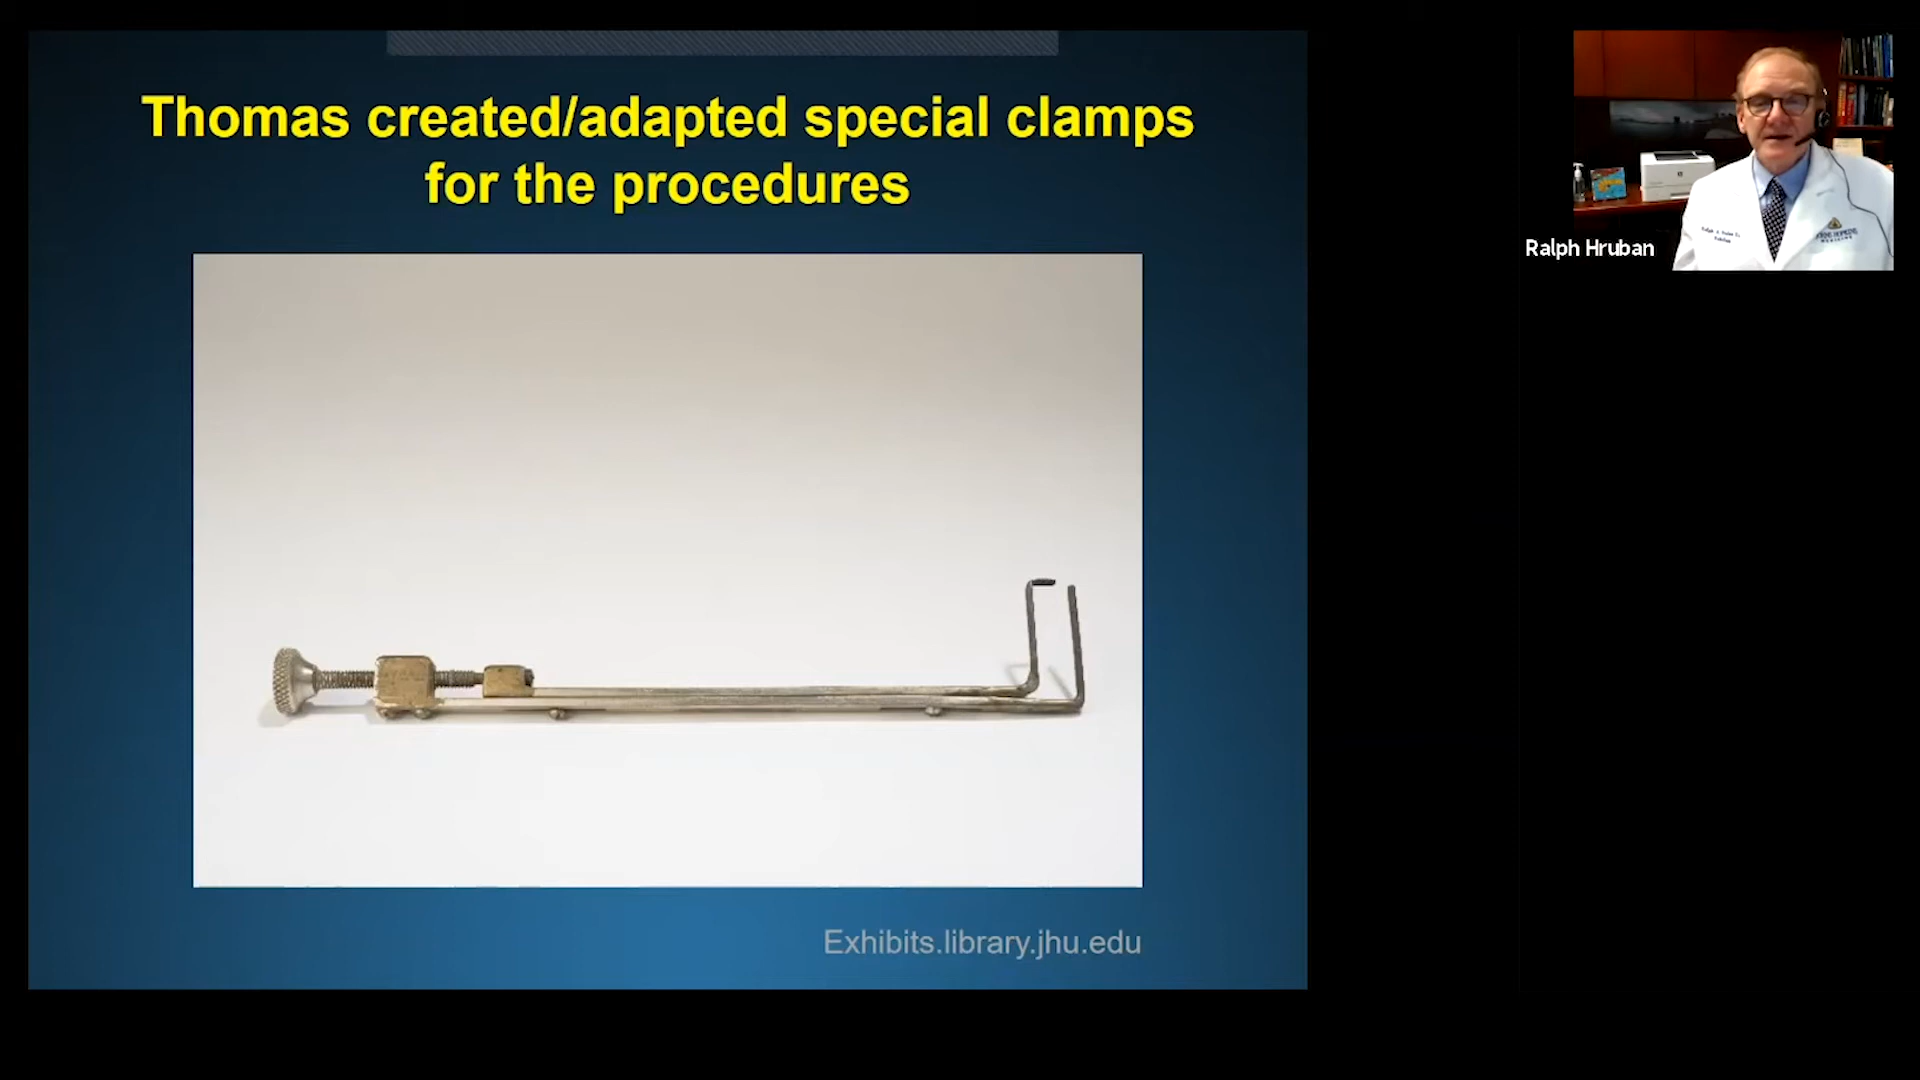 Thomas created/adapted special clamps
for the procedures
Exhibits.library.jhu.edu
Ralph Hruban